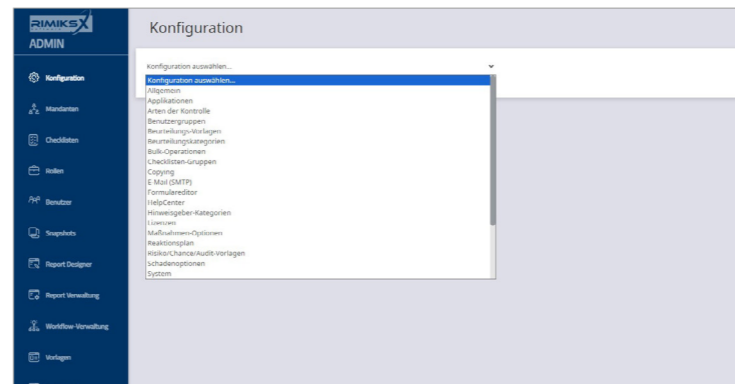 RIMIKSX
ADMIN
Konfiguration
Mandanten
Checklisten
Rollen
Benutzer
Snapshots
Report Designer
Report Verwaltung
Workflow-Verwaltung
Vorlagen
Konfiguration
Konfiguration auswählen...
Konfiguration auswählen...
Allgemein
Applikationen
Arten der Kontrolle
Benutzergruppen
Beurteilungs-Vorlagen
Beurteilungskategorien
Bulk-Operationen
Checklisten-Gruppen
Copying
E-Mail (SMTP)
Formulareditor
HelpCenter
Hinweisgeber-Kategorien
Lizenzen
Maßnahmen-Optionen
Reaktionsplan
Risiko/Chance/Audit-Vorlagen
Schadenoptionen
System